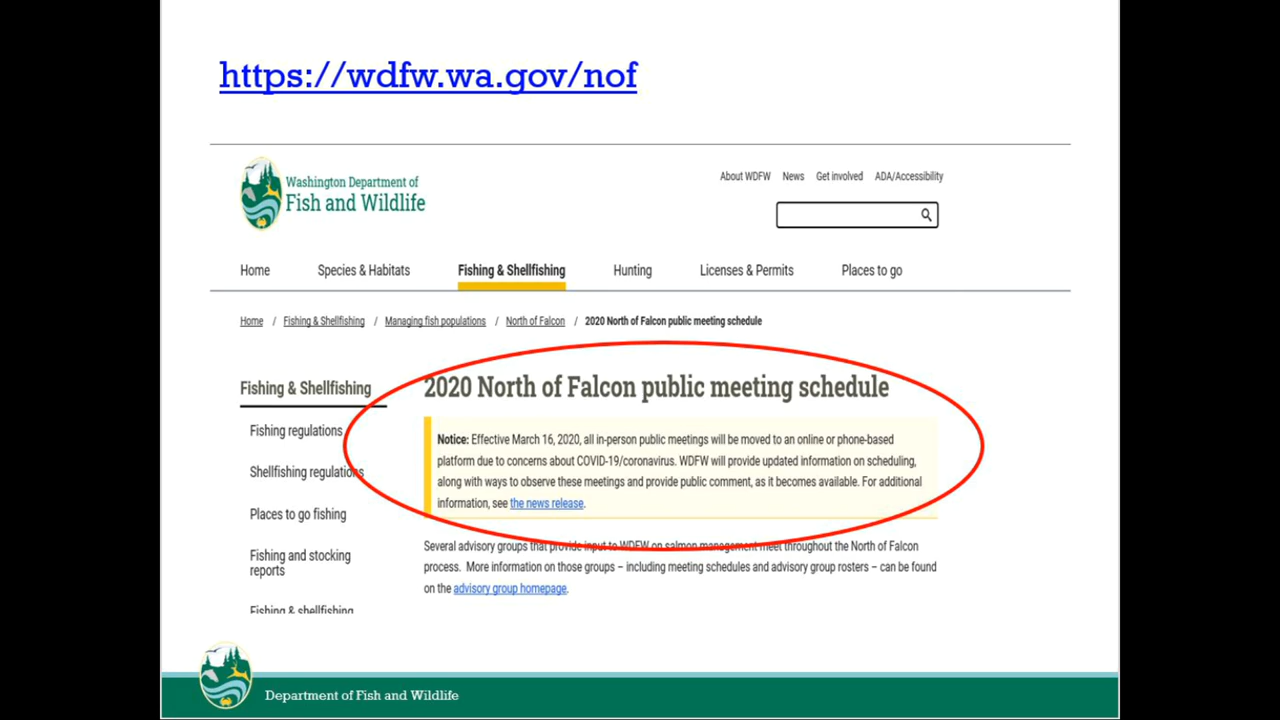 https://wdfw.wa.gov/nof
Washington Department of
Fish and Wildlife
About WDFW News Get involved ADA/Accessibility
Home Species & Habitats Fishing & Shellfishing Hunting Licenses & Permits Places to go
Home / Fishing & Shellfishing / Managing fish populations / North of Falcon / 2020 North of Falcon public meeting schedule
Fishing & Shellfishing
Fishing regulations
Shellfishing regulations
Places to go fishing
Fishing and stocking
reports
Fishing & shellfishing
2020 North of Falcon public meeting schedule
Notice: Effective March 16, 2020, all in-person public meetings will be moved to an online or phone-based
platform due to concerns about COVID-19/coronavirus. WDFW will provide updated information on scheduling,
along with ways to observe these meetings and provide public comment, as it becomes available. For additional
information, see the news release.
Several advisory groups that provide input to WDFW on salmon management meet throughout the North of Falcon
process. More information on those groups – including meeting schedules and advisory group rosters – can be found
on the advisory group homepage.
Department of Fish and Wildlife